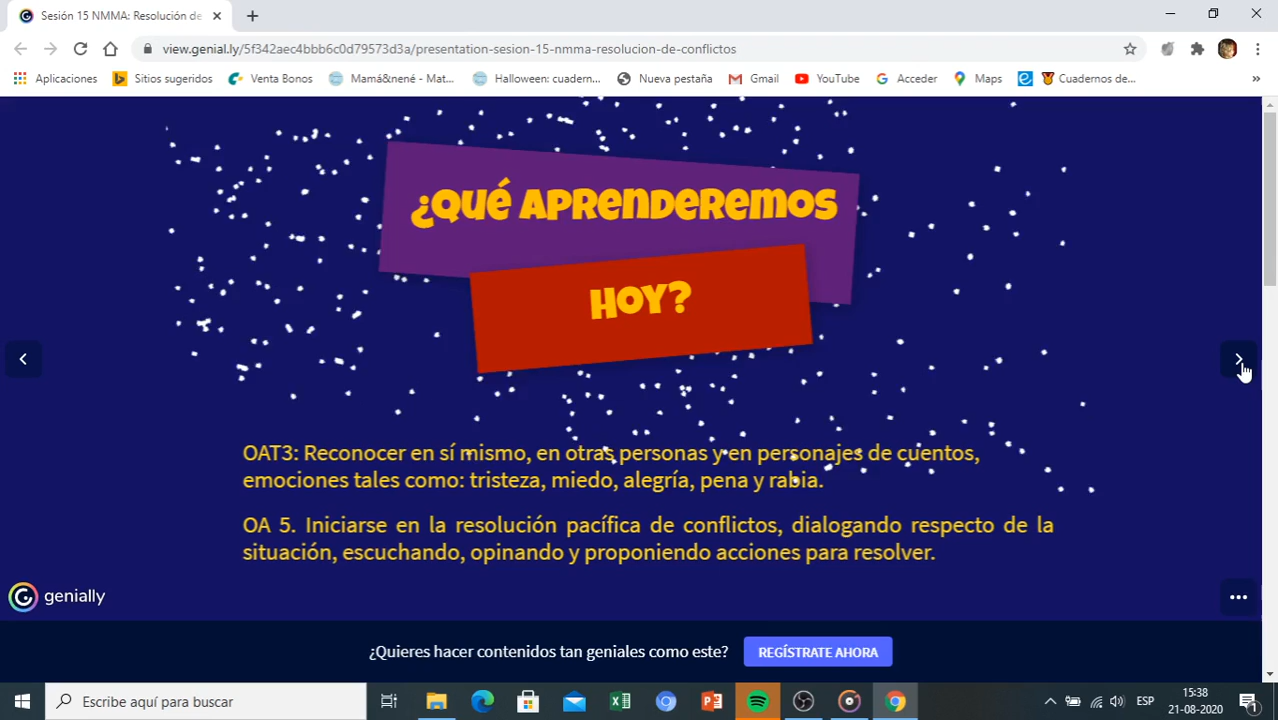 Sesión 15 NMMA: Resolución de
view.genial.ly/5f342aec4bbb6c0d79573d3a/presentation-sesion-15-nmma-resolucion-de-conflictos
Aplicaciones
Sitios sugeridos
Venta Bonos
Mamá&nené - Mat...
Halloween: cuadern...
Nueva pestaña
Gmail
YouTube
Acceder
Maps
Cuadernos de...
¿Qué aprenderemos
hoy?
OAT3: Reconocer en sí mismo, en otras personas y en personajes de cuentos,
emociones tales como: tristeza, miedo, alegría, pena y rabia.
OA 5. Iniciarse en la resolución pacífica de conflictos, dialogando respecto de la
situación, escuchando, opinando y proponiendo acciones para resolver.
genially
¿Quieres hacer contenidos tan geniales como este?
REGÍSTRATE AHORA
Escribe aquí para buscar
ESP
15:38
21-08-2020
1